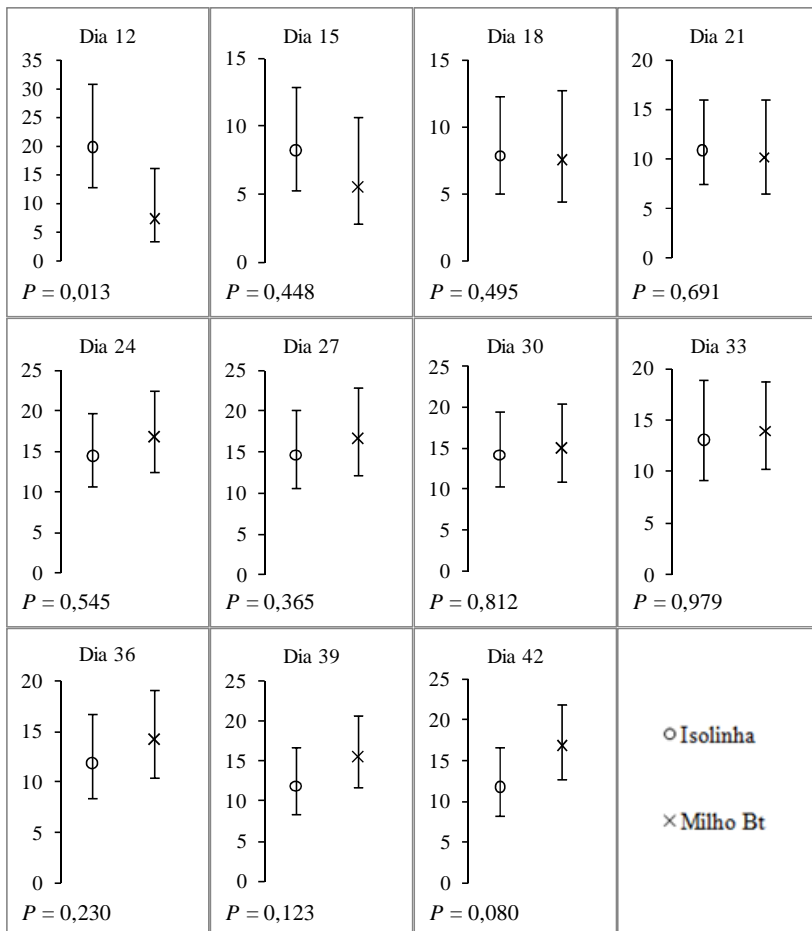 Dia 12
35
30
25
20
15
10
5
0
P = 0,013
Dia 15
15
10
5
0
P = 0,448
Dia 18
15
10
5
0
P = 0,495
Dia 21
20
15
10
5
0
P = 0,691
Dia 24
25
20
15
10
5
0
P = 0,545
Dia 27
25
20
15
10
5
0
P = 0,365
Dia 30
25
20
15
10
5
0
P = 0,812
Dia 33
20
15
10
5
0
P = 0,979
Dia 36
20
15
10
5
0
P = 0,230
Dia 39
25
20
15
10
5
0
P = 0,123
Dia 42
25
20
15
10
5
0
P = 0,080
Isolinha
Milho Bt